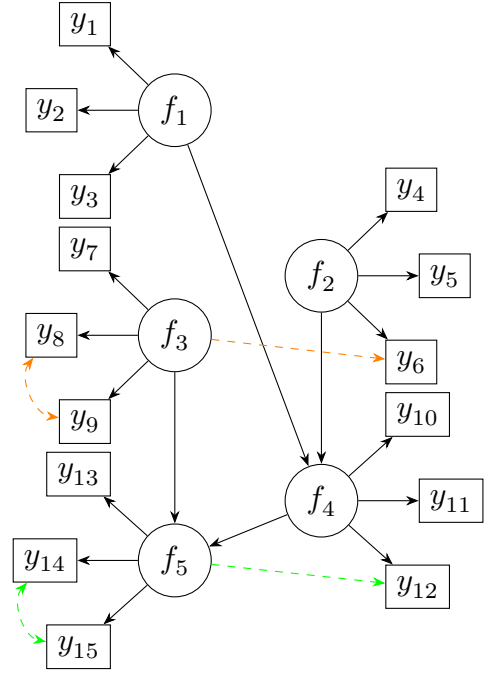 y₁
y₂
f₁
y₃
y₄
y₇
f₂
y₅
y₈
f₃
y₆
y₉
y₁₀
y₁₃
f₄
y₁₁
y₁₄
f₅
y₁₂
y₁₅